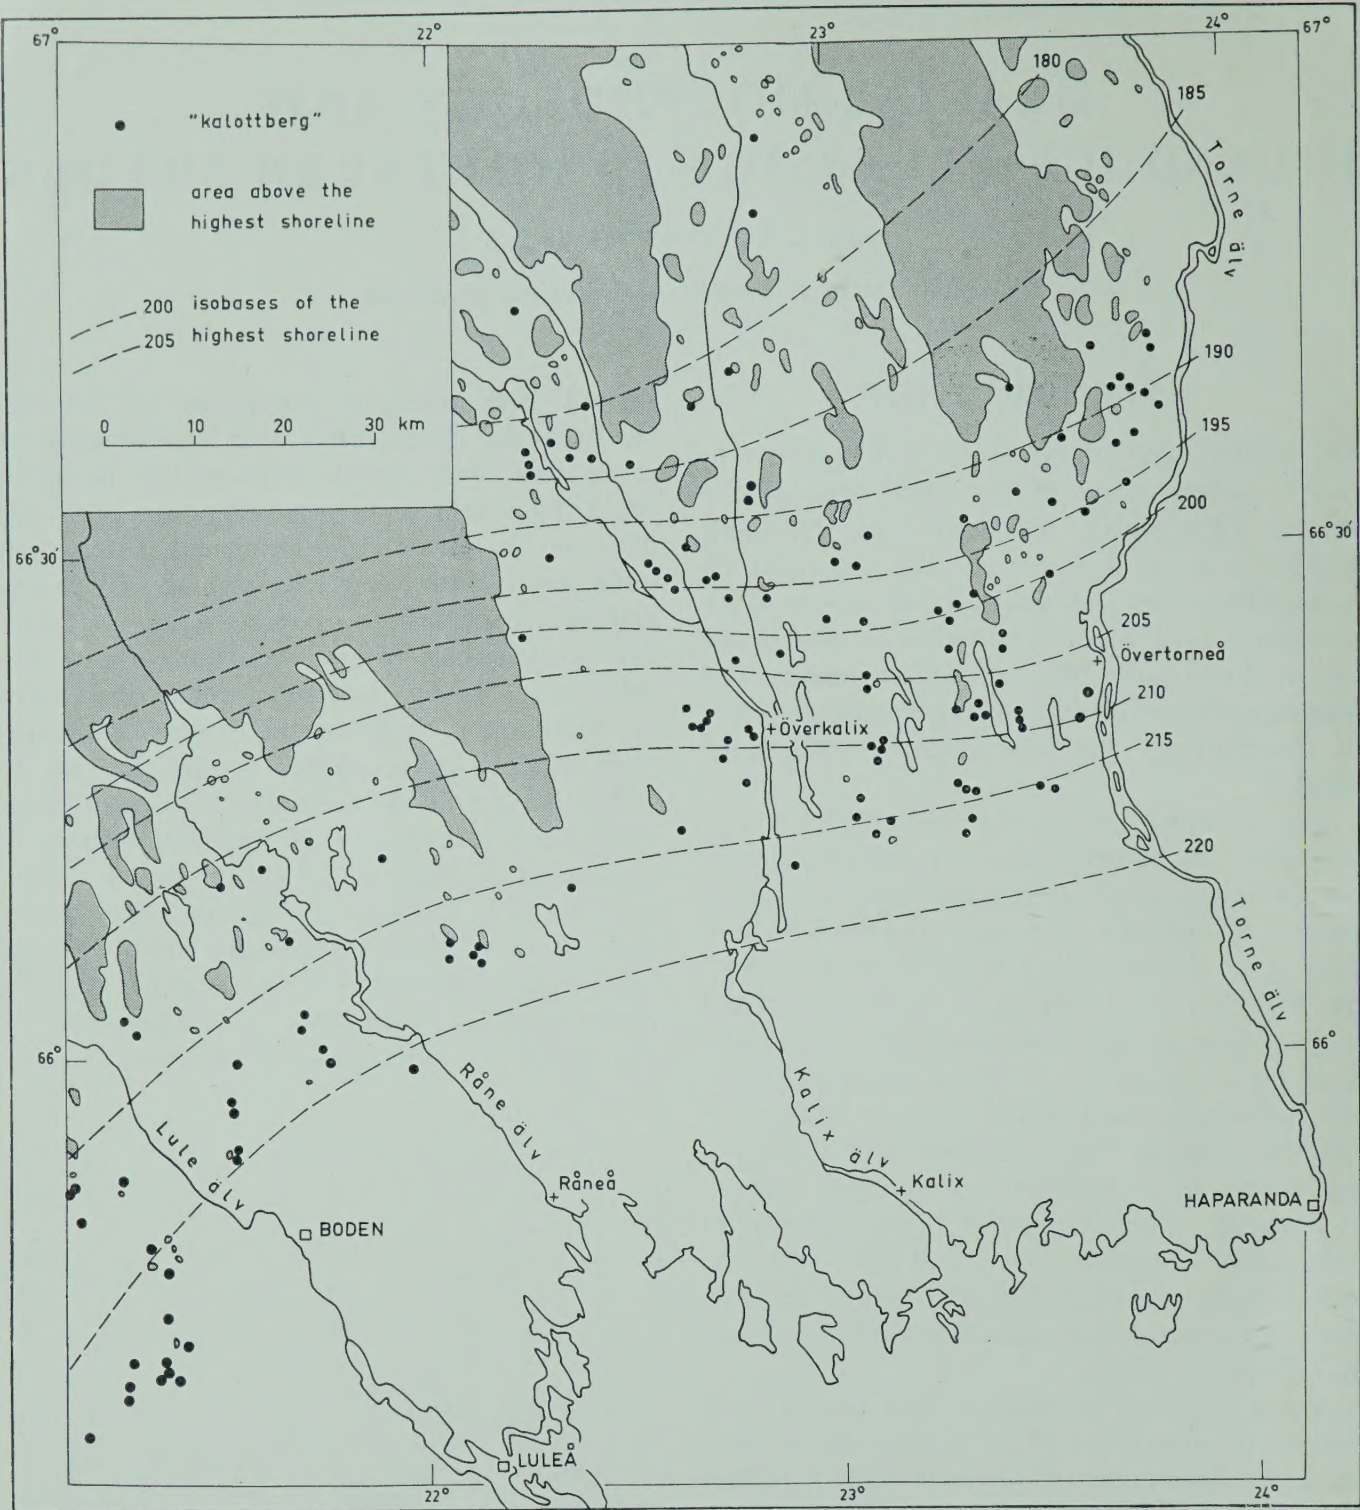 67° 22° 23° 24° 67°
"kalottberg"
area above the
highest shoreline
200 isobases of the
205 highest shoreline
0 10 20 30 km
180
185
Torne älv
190
195
200
66°30' 66°30'
205
Övertorneå
210
Överkalix
215
220
Torne älv
66° 66°
Råne älv
Kalix älv
Lule älv
Råneå
Kalix
HAPARANDA
BODEN
LULEÅ
22° 23° 24°